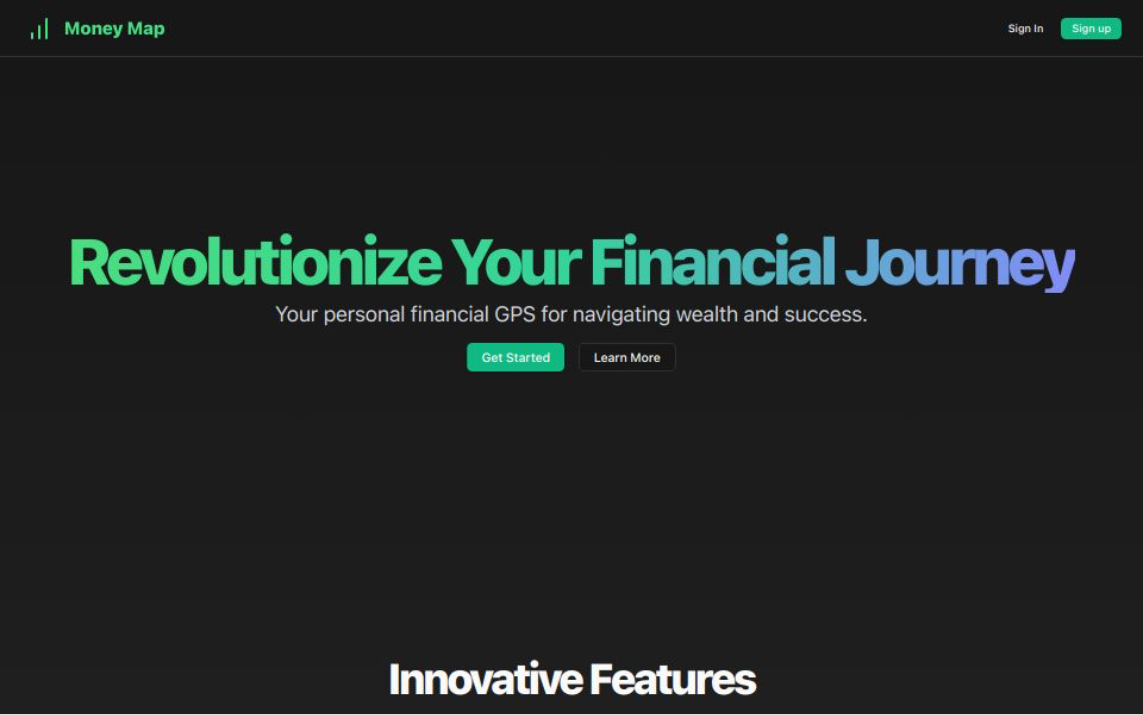 Money Map
Sign In
Sign up
Revolutionize Your Financial Journey
Your personal financial GPS for navigating wealth and success.
Get Started
Learn More
Innovative Features